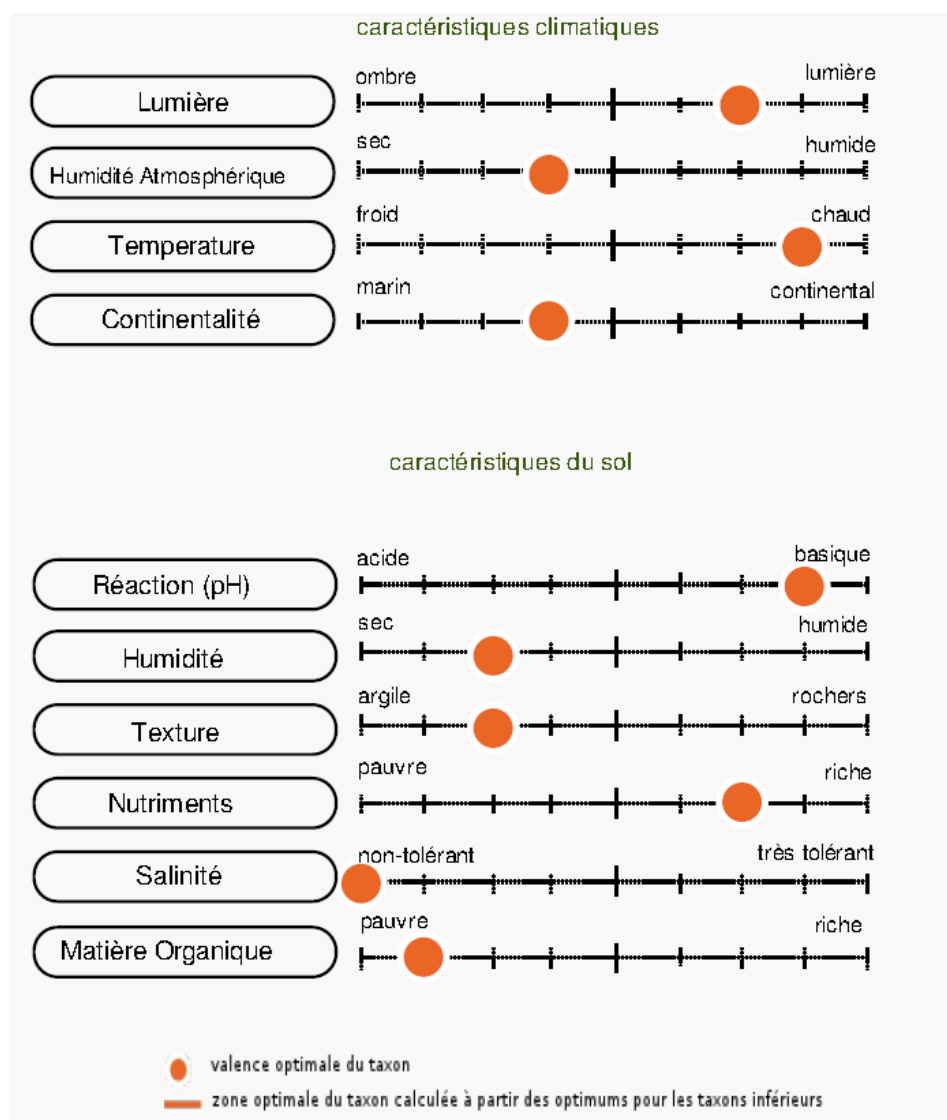 caractéristiques climatiques
ombre lumière
Lumière
sec humide
Humidité Atmosphérique
froid chaud
Temperature
marin continental
Continentalité
caractéristiques du sol
acide basique
Réaction (pH)
sec humide
Humidité
argile rochers
Texture
pauvre riche
Nutriments
non-tolérant très tolérant
Salinité
pauvre riche
Matière Organique
valence optimale du taxon
zone optimale du taxon calculée à partir des optimums pour les taxons inférieurs